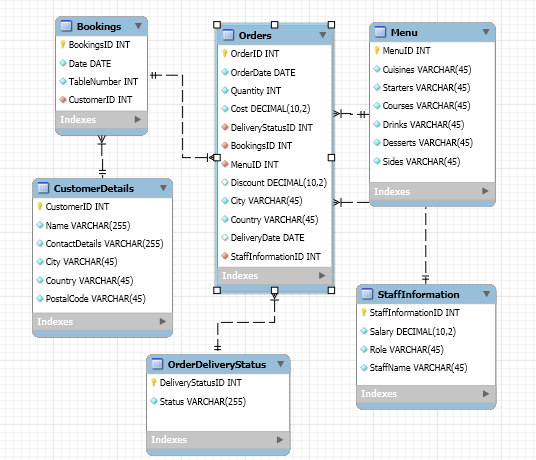 Bookings
BookingsID INT
Date DATE
TableNumber INT
CustomerID INT
Indexes
Orders
OrderID INT
OrderDate DATE
Quantity INT
Cost DECIMAL(10,2)
DeliveryStatusID INT
BookingsID INT
MenuID INT
Discount DECIMAL(10,2)
City VARCHAR(45)
Country VARCHAR(45)
DeliveryDate DATE
StaffInformationID INT
Indexes
Menu
MenuID INT
Cuisines VARCHAR(45)
Starters VARCHAR(45)
Courses VARCHAR(45)
Drinks VARCHAR(45)
Desserts VARCHAR(45)
Sides VARCHAR(45)
Indexes
CustomerDetails
CustomerID INT
Name VARCHAR(255)
ContactDetails VARCHAR(255)
City VARCHAR(45)
Country VARCHAR(45)
PostalCode VARCHAR(45)
Indexes
StaffInformation
StaffInformationID INT
Salary DECIMAL(10,2)
Role VARCHAR(45)
StaffName VARCHAR(45)
Indexes
OrderDeliveryStatus
DeliveryStatusID INT
Status VARCHAR(255)
Indexes